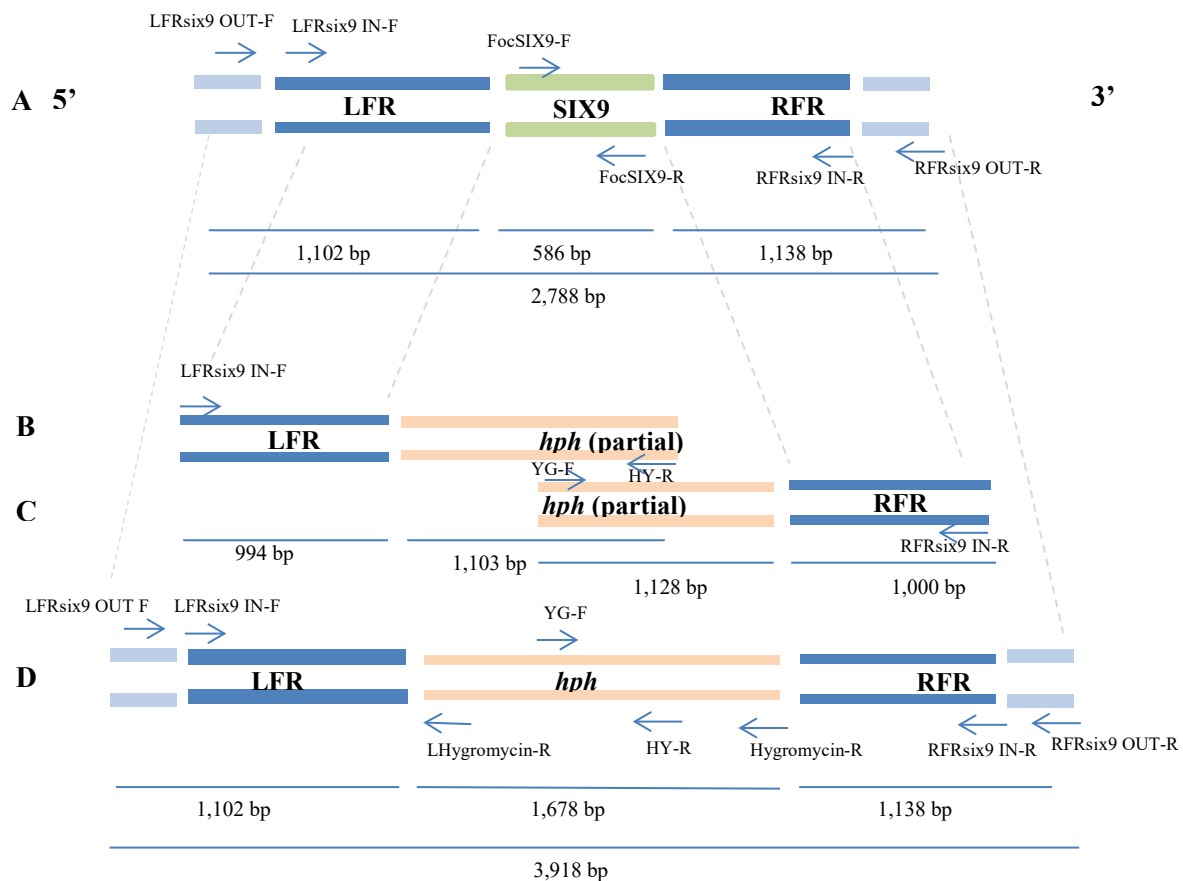 LFRsix9 OUT-F
LFRsix9 IN-F
FocSIX9-F
A 5’ 3’
LFR SIX9 RFR
FocSIX9-R
RFRsix9 IN-R
RFRsix9 OUT-R
1,102 bp 586 bp 1,138 bp
2,788 bp
LFRsix9 IN-F
B
LFR hph (partial)
YG-F HY-R
C
hph (partial) RFR
994 bp 1,103 bp RFRsix9 IN-R
1,128 bp 1,000 bp
LFRsix9 OUT F LFRsix9 IN-F YG-F
D
LFR hph RFR
LHygromycin-R HY-R Hygromycin-R RFRsix9 IN-R RFRsix9 OUT-R
1,102 bp 1,678 bp 1,138 bp
3,918 bp